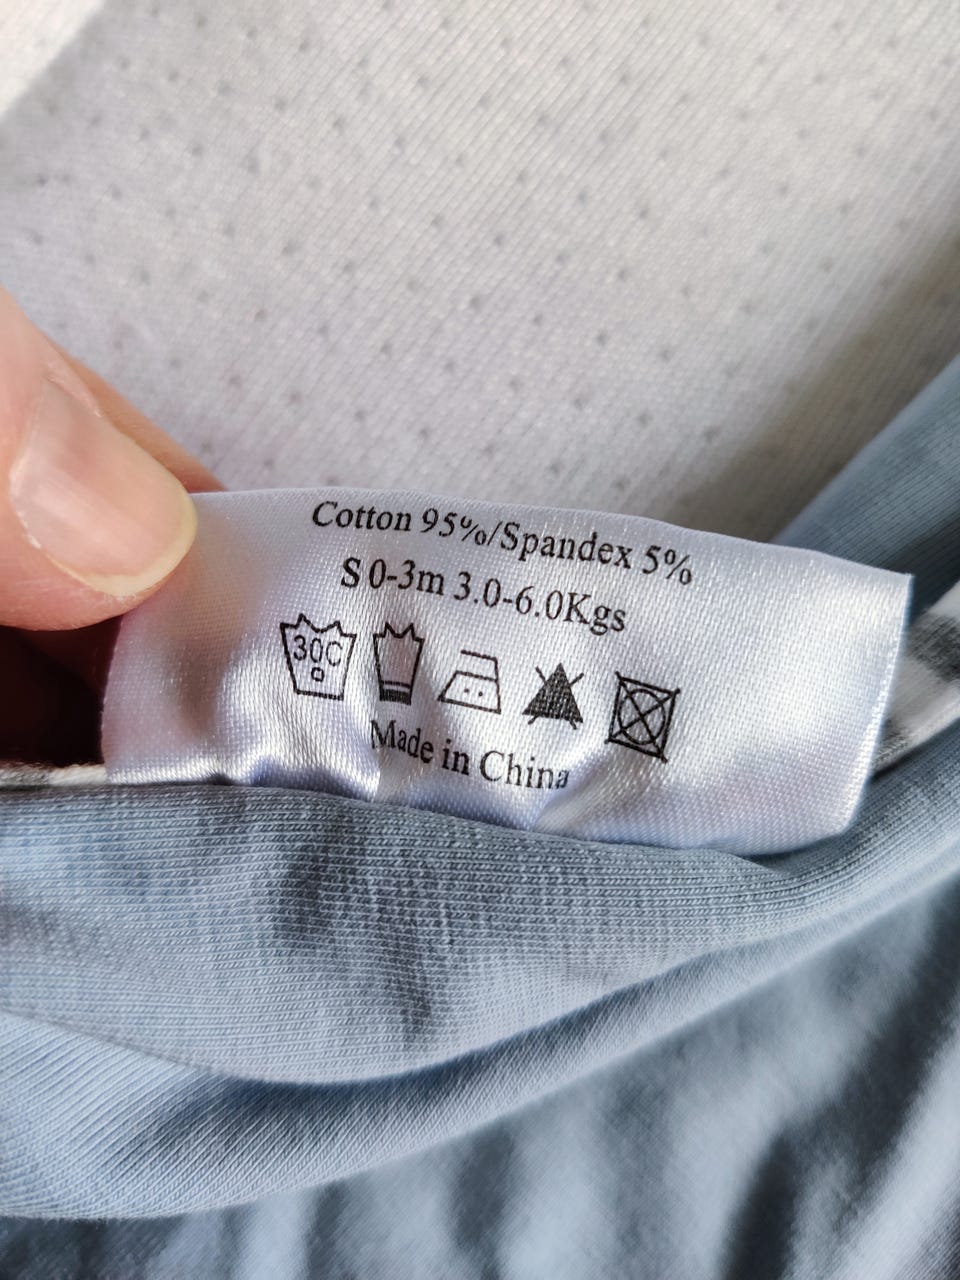 Cotton 95%/Spandex 5%
S 0-3m 3.0-6.0Kgs
30C
Made in China